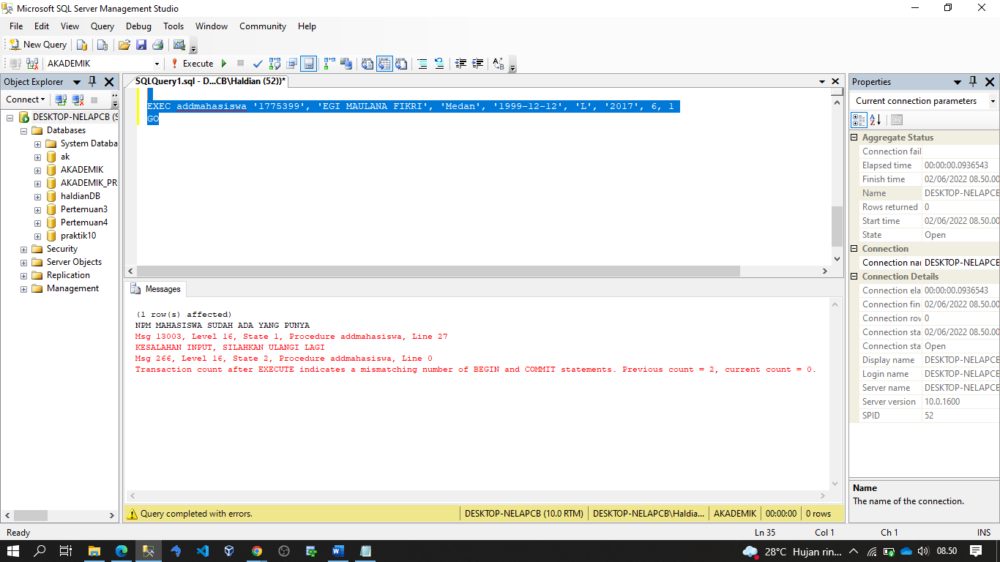 Microsoft SQL Server Management Studio
File Edit View Query Debug Tools Window Community Help
New Query
AKADEMIK
Execute
Object Explorer
Connect
DESKTOP-NELAPCB (S
Databases
System Databa
ak
AKADEMIK
AKADEMIK_PR
haldianDB
Pertemuan3
Pertemuan4
praktik10
Security
Server Objects
Replication
Management
SQLQuery1.sql - D...CB\Haldian (52))*
EXEC addmahasiswa '1775399', 'EGI MAULANA FIKRI', 'Medan', '1999-12-12', 'L', '2017', 6, 1
GO
Messages
(1 row(s) affected)
NPM MAHASISWA SUDAH ADA YANG PUNYA
Msg 13003, Level 16, State 1, Procedure addmahasiswa, Line 27
KESALAHAN INPUT, SILAHKAN ULANGI LAGI
Msg 266, Level 16, State 2, Procedure addmahasiswa, Line 0
Transaction count after EXECUTE indicates a mismatching number of BEGIN and COMMIT statements. Previous count = 2, current count = 0.
Query completed with errors.
DESKTOP-NELAPCB (10.0 RTM)
DESKTOP-NELAPCB\Haldia...
AKADEMIK
00:00:00
0 rows
Properties
Current connection parameters
Aggregate Status
Connection fail
Elapsed time 00:00:00.0936543
Finish time 02/06/2022 08.50.00
Name DESKTOP-NELAPCB
Rows returned 0
Start time 02/06/2022 08.50.00
State Open
Connection
Connection nai DESKTOP-NELAPCB
Connection Details
Connection ela 00:00:00.0936543
Connection fin 02/06/2022 08.50.00
Connection rov 0
Connection sta 02/06/2022 08.50.00
Connection sta Open
Display name DESKTOP-NELAPCB
Login name DESKTOP-NELAPCB
Server name DESKTOP-NELAPCB
Server version 10.0.1600
SPID 52
Name
The name of the connection.
Ready
Ln 35
Col 1
Ch 1
INS
28°C Hujan rin...
08.50